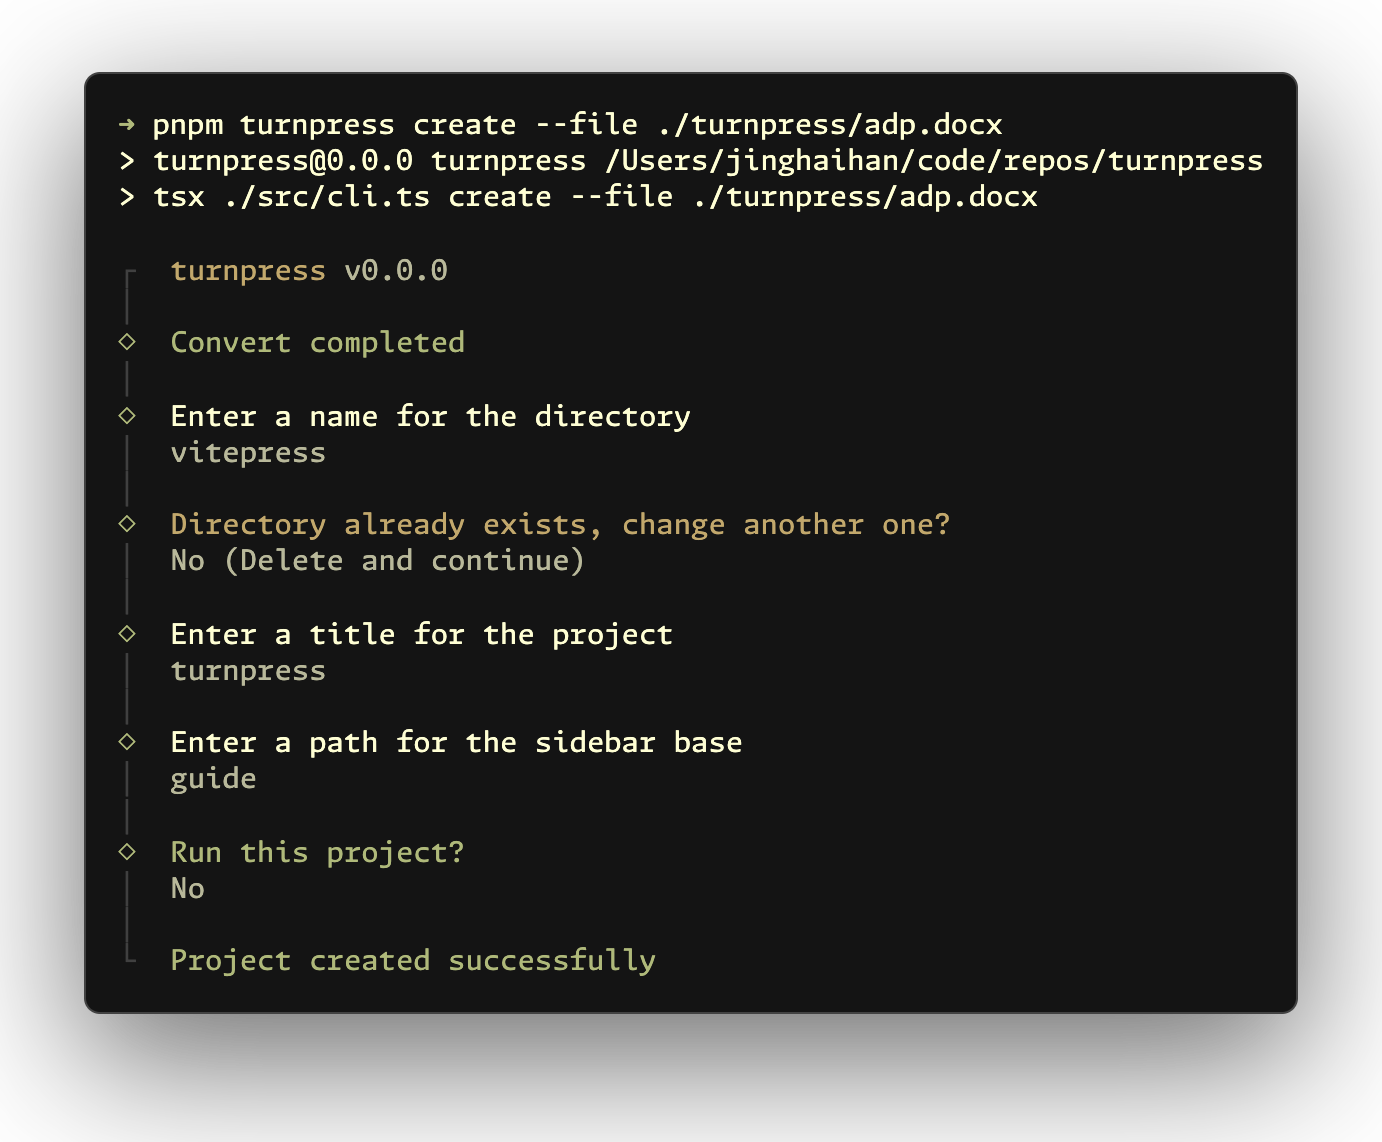 ➜ pnpm turnpress create --file ./turnpress/adp.docx
> turnpress@0.0.0 turnpress /Users/jinghaihan/code/repos/turnpress
> tsx ./src/cli.ts create --file ./turnpress/adp.docx
turnpress v0.0.0
Convert completed
Enter a name for the directory
vitepress
Directory already exists, change another one?
No (Delete and continue)
Enter a title for the project
turnpress
Enter a path for the sidebar base
guide
Run this project?
No
Project created successfully